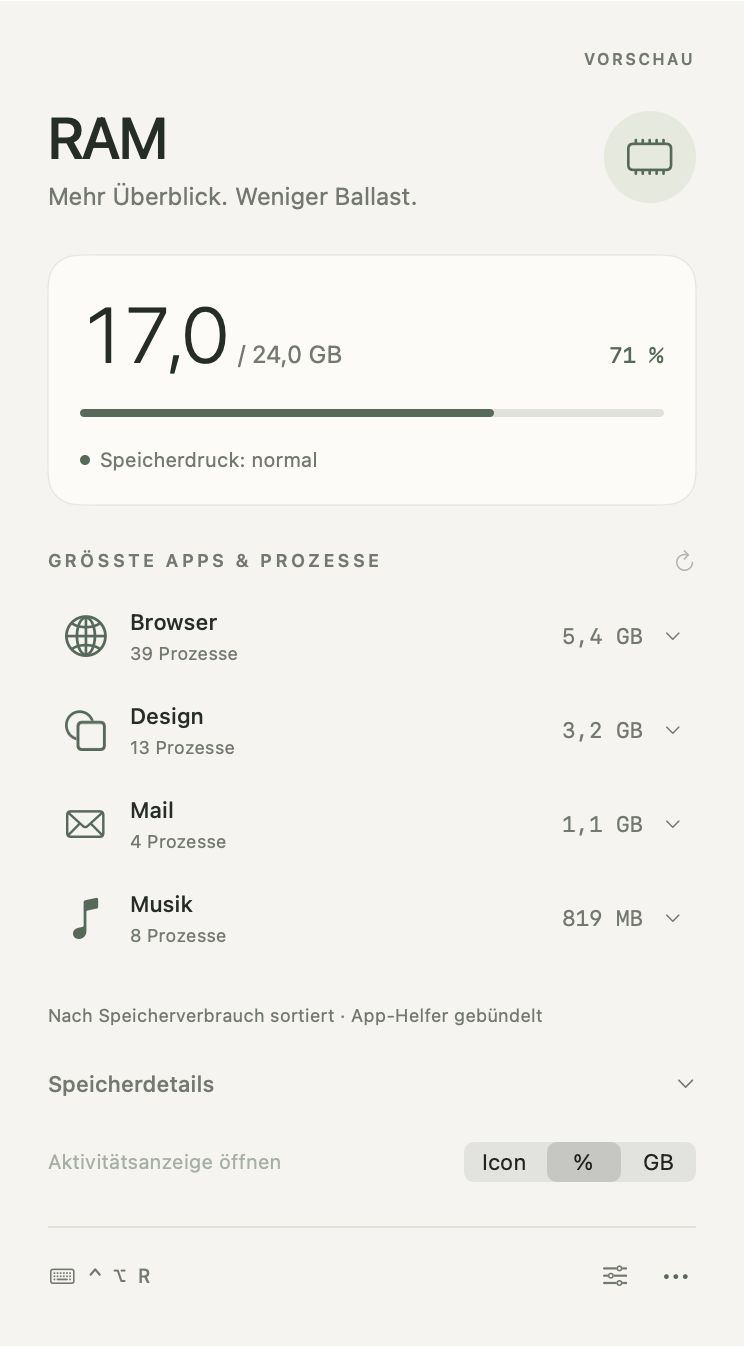 VORSCHAU
RAM
Mehr Überblick. Weniger Ballast.
17,0 / 24,0 GB 71 %
Speicherdruck: normal
GRÖSSTE APPS & PROZESSE
Browser
39 Prozesse
5,4 GB
Design
13 Prozesse
3,2 GB
Mail
4 Prozesse
1,1 GB
Musik
8 Prozesse
819 MB
Nach Speicherverbrauch sortiert · App-Helfer gebündelt
Speicherdetails
Aktivitätsanzeige öffnen
Icon % GB
^ ⌥ R